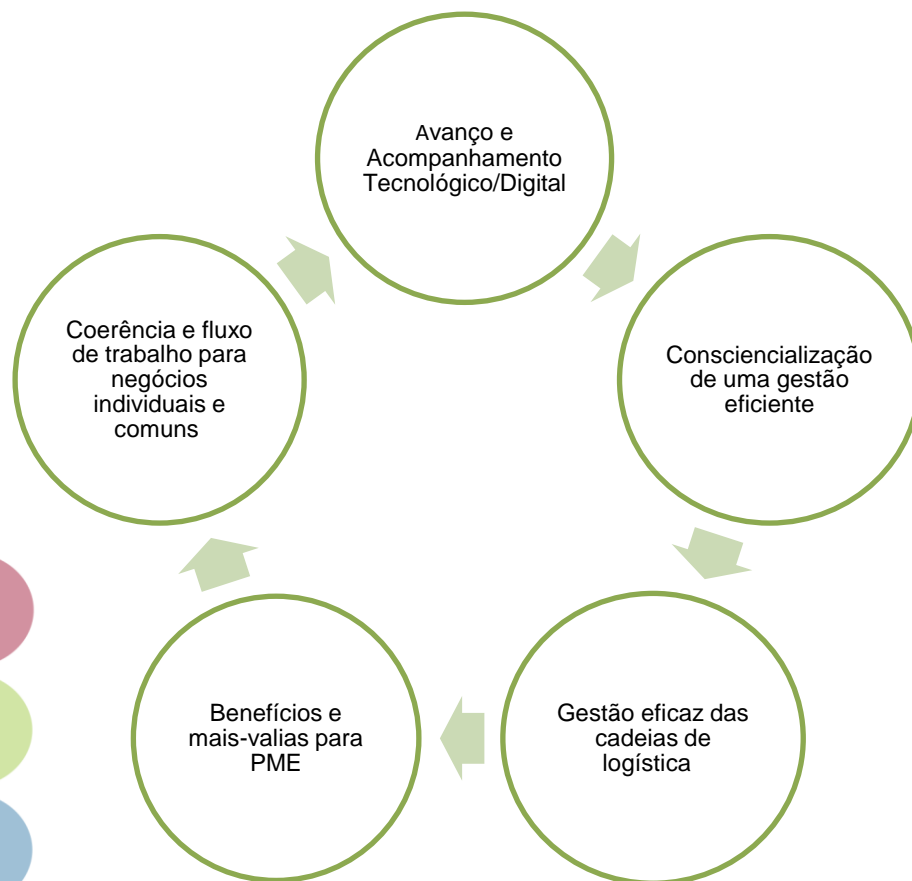 Avanço e
Acompanhamento
Tecnológico/Digital
Consciencialização
de uma gestão
eficiente
Gestão eficaz das
cadeias de
logística
Benefícios e
mais-valias para
PME
Coerência e fluxo
de trabalho para
negócios
individuais e
comuns